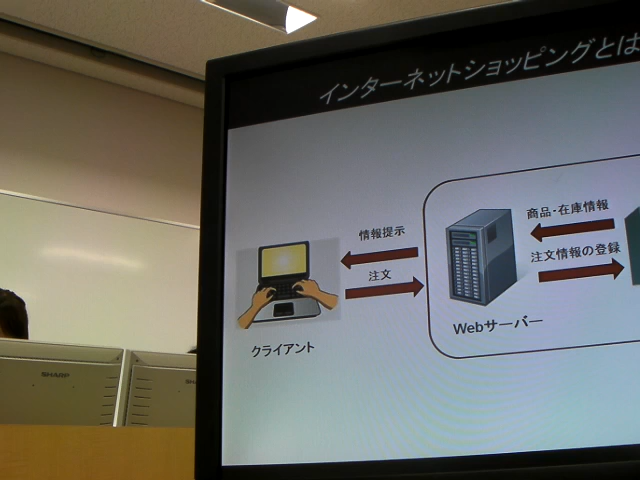 インターネットショッピングとは
商品・在庫情報
情報提示
注文情報の登録
注文
Webサーバー
クライアント
SHARP